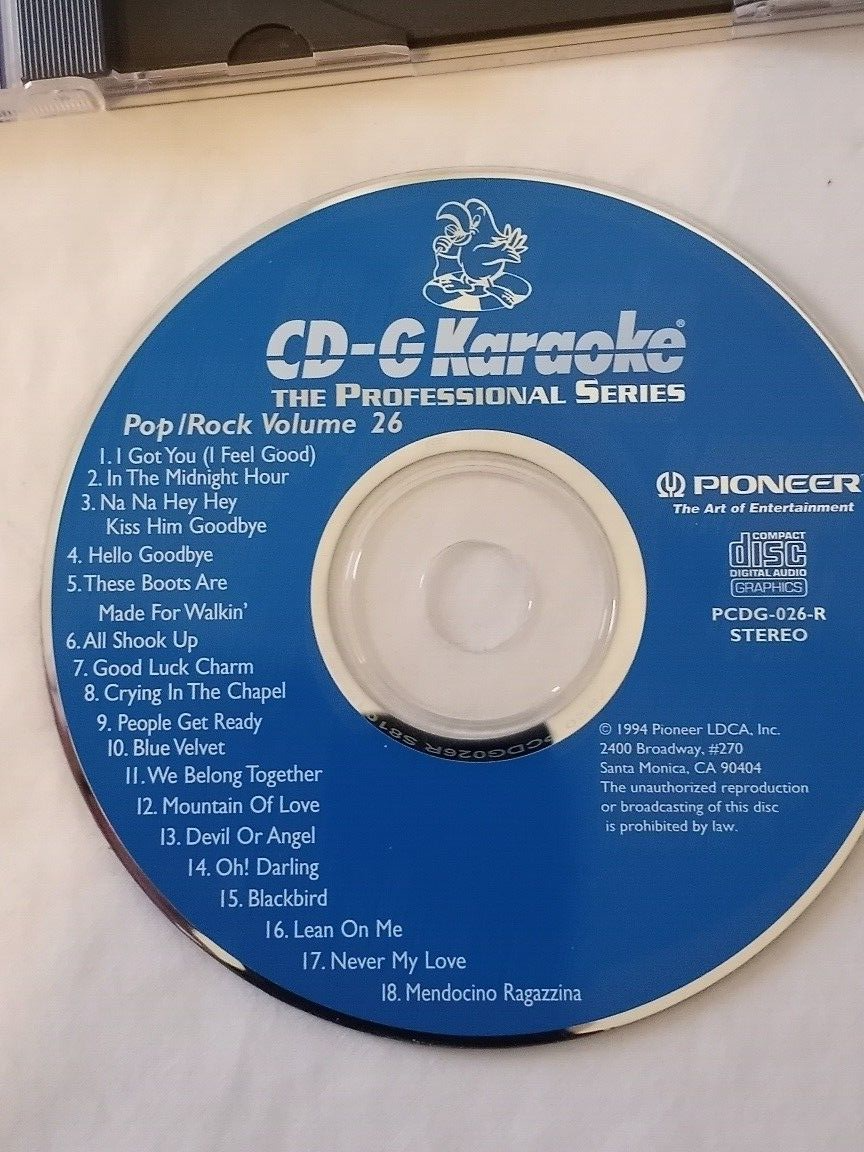 CD-G Karaoke®
THE PROFESSIONAL SERIES
Pop/Rock Volume 26
1. I Got You (I Feel Good)
2. In The Midnight Hour
3. Na Na Hey Hey
Kiss Him Goodbye
4. Hello Goodbye
5. These Boots Are
Made For Walkin'
6. All Shook Up
7. Good Luck Charm
8. Crying In The Chapel
9. People Get Ready
10. Blue Velvet
11. We Belong Together
12. Mountain Of Love
13. Devil Or Angel
14. Oh! Darling
15. Blackbird
16. Lean On Me
17. Never My Love
18. Mendocino Ragazzina
PIONEER
The Art of Entertainment
COMPACT
disc
DIGITAL AUDIO
GRAPHICS
PCDG-026-R
STEREO
© 1994 Pioneer LDCA, Inc.
2400 Broadway, #270
Santa Monica, CA 90404
The unauthorized reproduction
or broadcasting of this disc
is prohibited by law.
PCDG026R